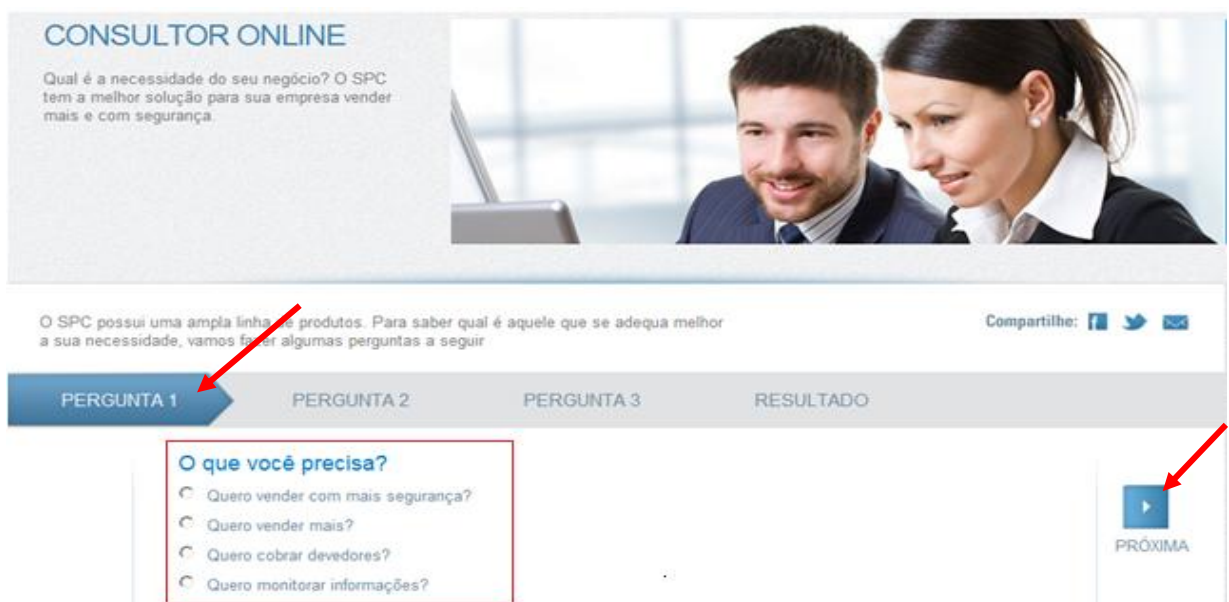 CONSULTOR ONLINE
Qual é a necessidade do seu negócio? O SPC
tem a melhor solução para sua empresa vender
mais e com segurança.
O SPC possui uma ampla linha de produtos. Para saber qual é aquele que se adequa melhor
a sua necessidade, vamos fazer algumas perguntas a seguir
Compartilhe:
PERGUNTA 1
PERGUNTA 2
PERGUNTA 3
RESULTADO
O que você precisa?
Quero vender com mais segurança?
Quero vender mais?
Quero cobrar devedores?
Quero monitorar informações?
PRÓXIMA